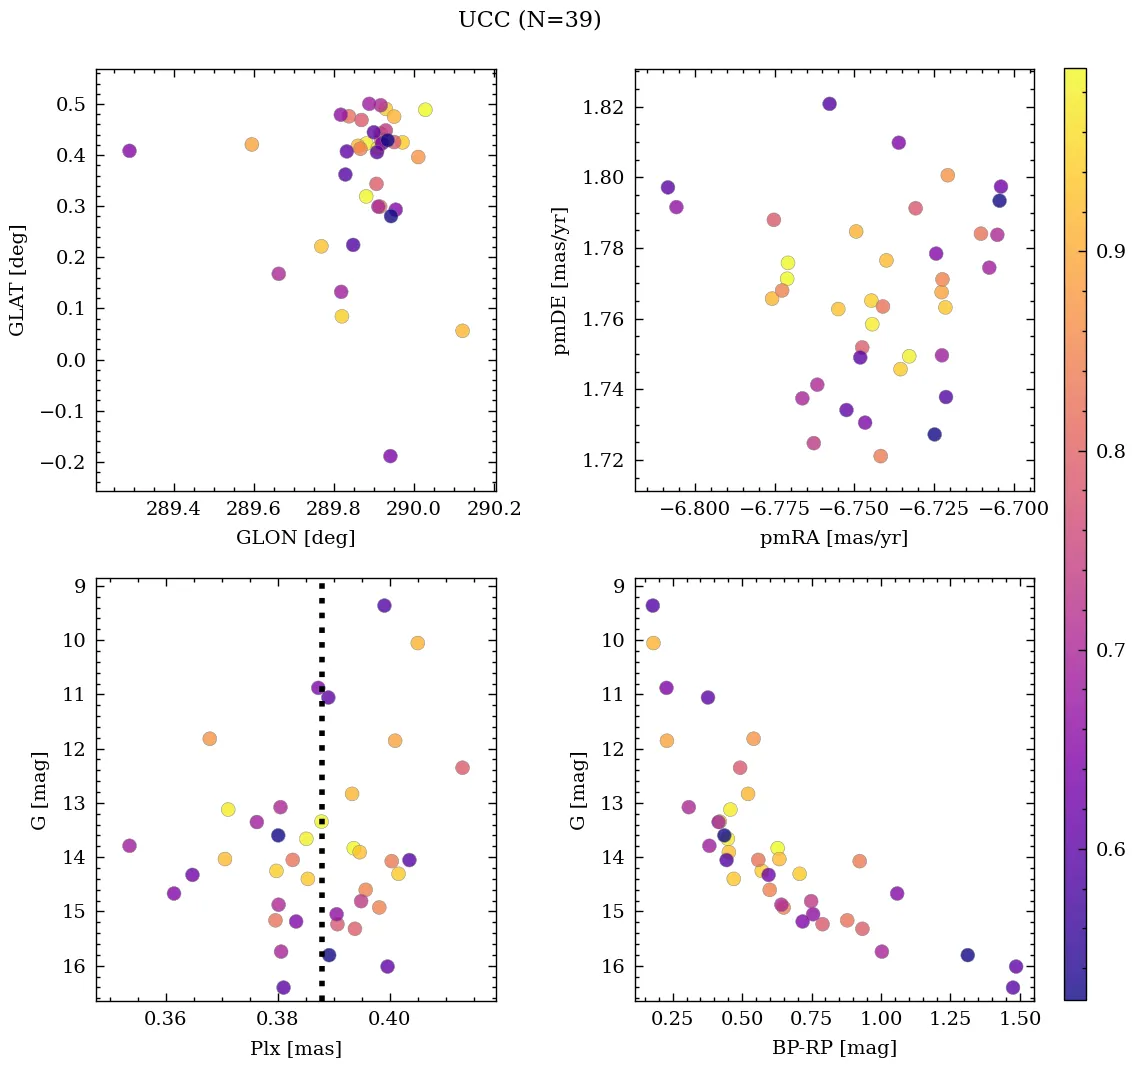 UCC (N=39)
0.5
0.4
0.3
0.2
0.1
0.0
−0.1
−0.2
GLAT [deg]
289.4 289.6 289.8 290.0 290.2
GLON [deg]
1.82
1.80
1.78
1.76
1.74
1.72
pmDE [mas/yr]
−6.800 −6.775 −6.750 −6.725 −6.700
pmRA [mas/yr]
9
10
11
12
13
14
15
16
G [mag]
0.36 0.38 0.40
Plx [mas]
9
10
11
12
13
14
15
16
G [mag]
0.25 0.50 0.75 1.00 1.25 1.50
BP-RP [mag]
0.9
0.8
0.7
0.6